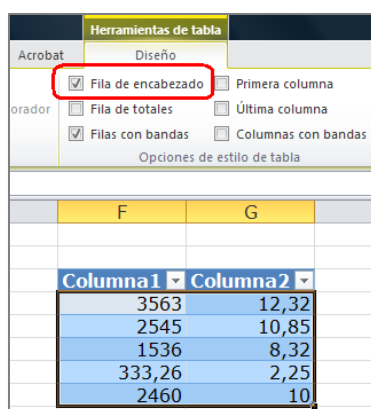 Herramientas de tabla
Acrobat Diseño
Fila de encabezado Primera columna
orador Fila de totales Última columna
Filas con bandas Columnas con bandas
Opciones de estilo de tabla
F G
Columna1 Columna2
3563 12,32
2545 10,85
1536 8,32
333,26 2,25
2460 10